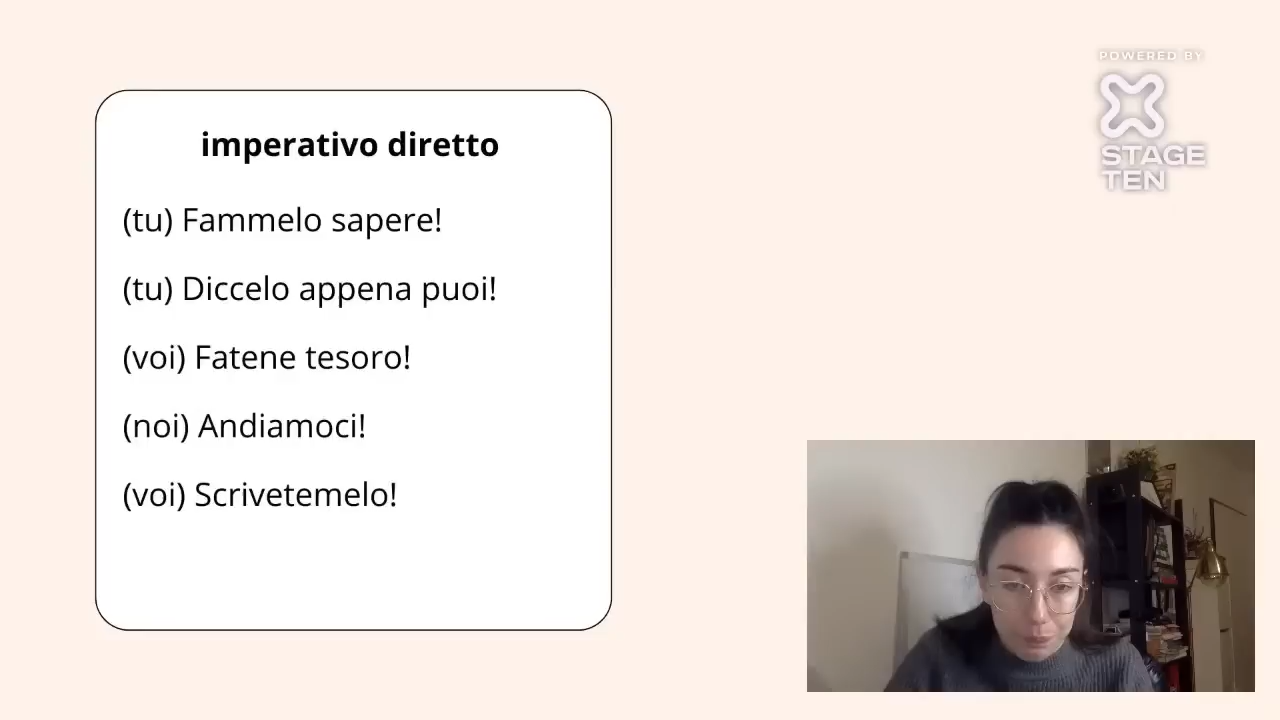 imperativo diretto
(tu) Fammelo sapere!
(tu) Diccelo appena puoi!
(voi) Fatene tesoro!
(noi) Andiamoci!
(voi) Scrivetemelo!
POWERED BY
STAGE
TEN